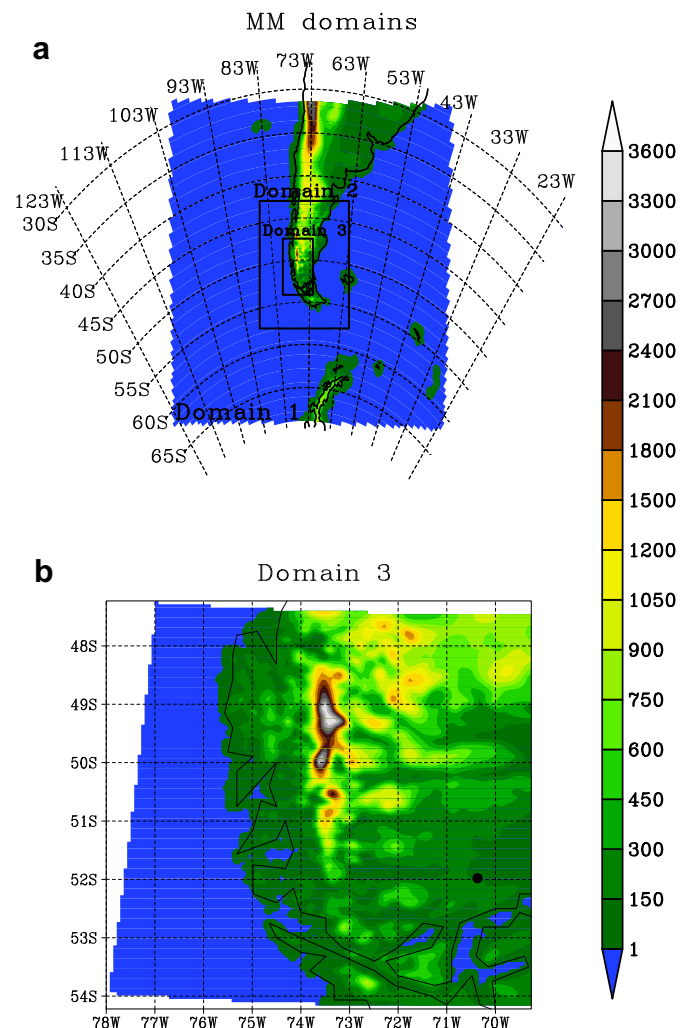 MM domains
a
123W
113W
103W
93W
83W
73W
63W
53W
43W
33W
23W
30S
35S
40S
45S
50S
55S
60S
65S
Domain 2
Domain 3
Domain 1
b
Domain 3
48S
49S
50S
51S
52S
53S
54S
78W 77W 76W 75W 74W 73W 72W 71W 70W
3600
3300
3000
2700
2400
2100
1800
1500
1200
1050
900
750
600
450
300
150
1